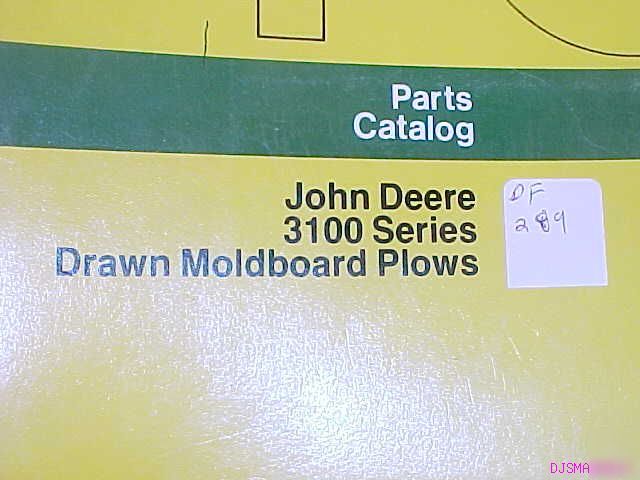 Parts
Catalog
John Deere
3100 Series
Drawn Moldboard Plows
DF
289
DJSMA